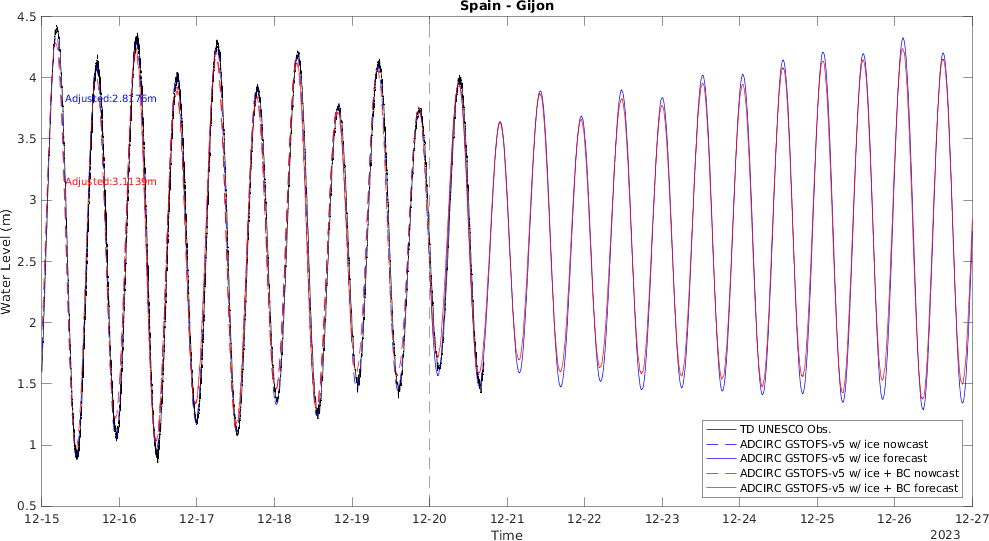 Spain - Gijon
4.5
4
3.5
3
2.5
2
1.5
1
0.5
Water Level (m)
Adjusted:2.8176m
Adjusted:3.1139m
TD UNESCO Obs.
ADCIRC GSTOFS-v5 w/ ice nowcast
ADCIRC GSTOFS-v5 w/ ice forecast
ADCIRC GSTOFS-v5 w/ ice + BC nowcast
ADCIRC GSTOFS-v5 w/ ice + BC forecast
12-15 12-16 12-17 12-18 12-19 12-20 12-21 12-22 12-23 12-24 12-25 12-26 12-27
Time
2023